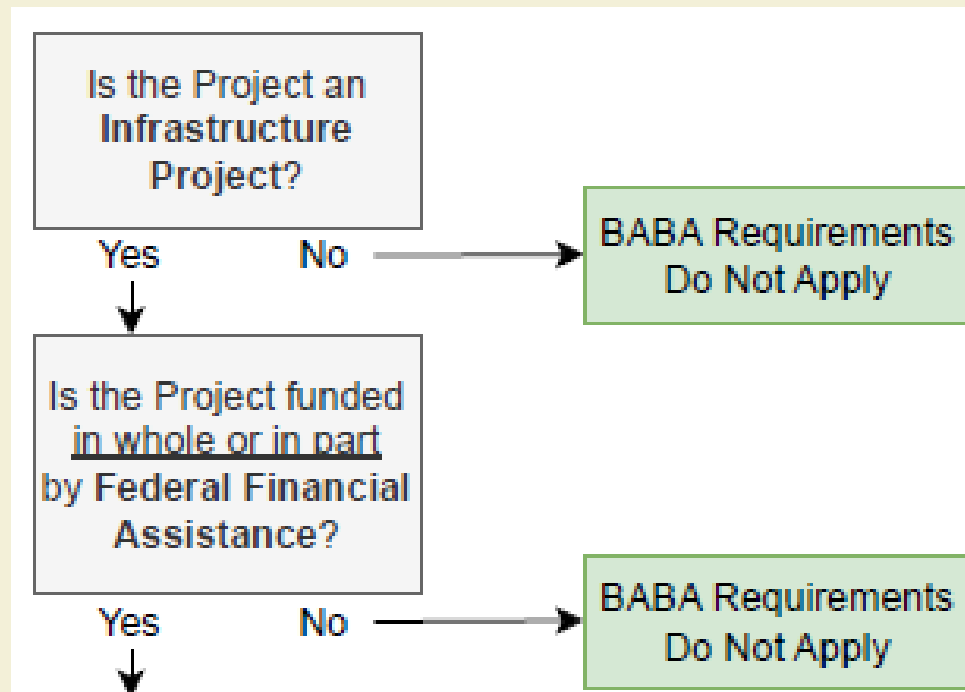 Is the Project an
Infrastructure
Project?
Yes
No
BABA Requirements
Do Not Apply
Is the Project funded
in whole or in part
by Federal Financial
Assistance?
Yes
No
BABA Requirements
Do Not Apply